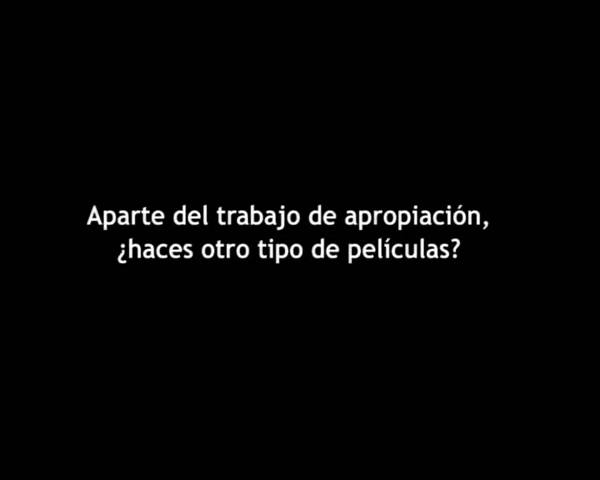 Aparte del trabajo de apropiación,
¿haces otro tipo de películas?